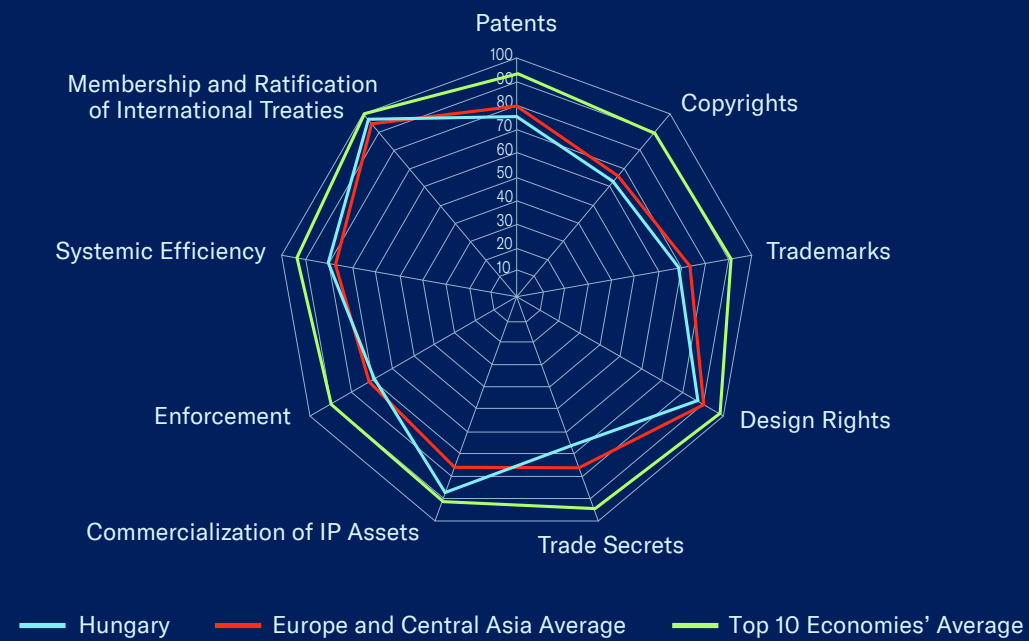 Patents
100
90
80
70
60
50
40
30
20
10
Membership and Ratification
of International Treaties
Copyrights
Systemic Efficiency
Trademarks
Enforcement
Design Rights
Commercialization of IP Assets
Trade Secrets
Hungary
Europe and Central Asia Average
Top 10 Economies’ Average